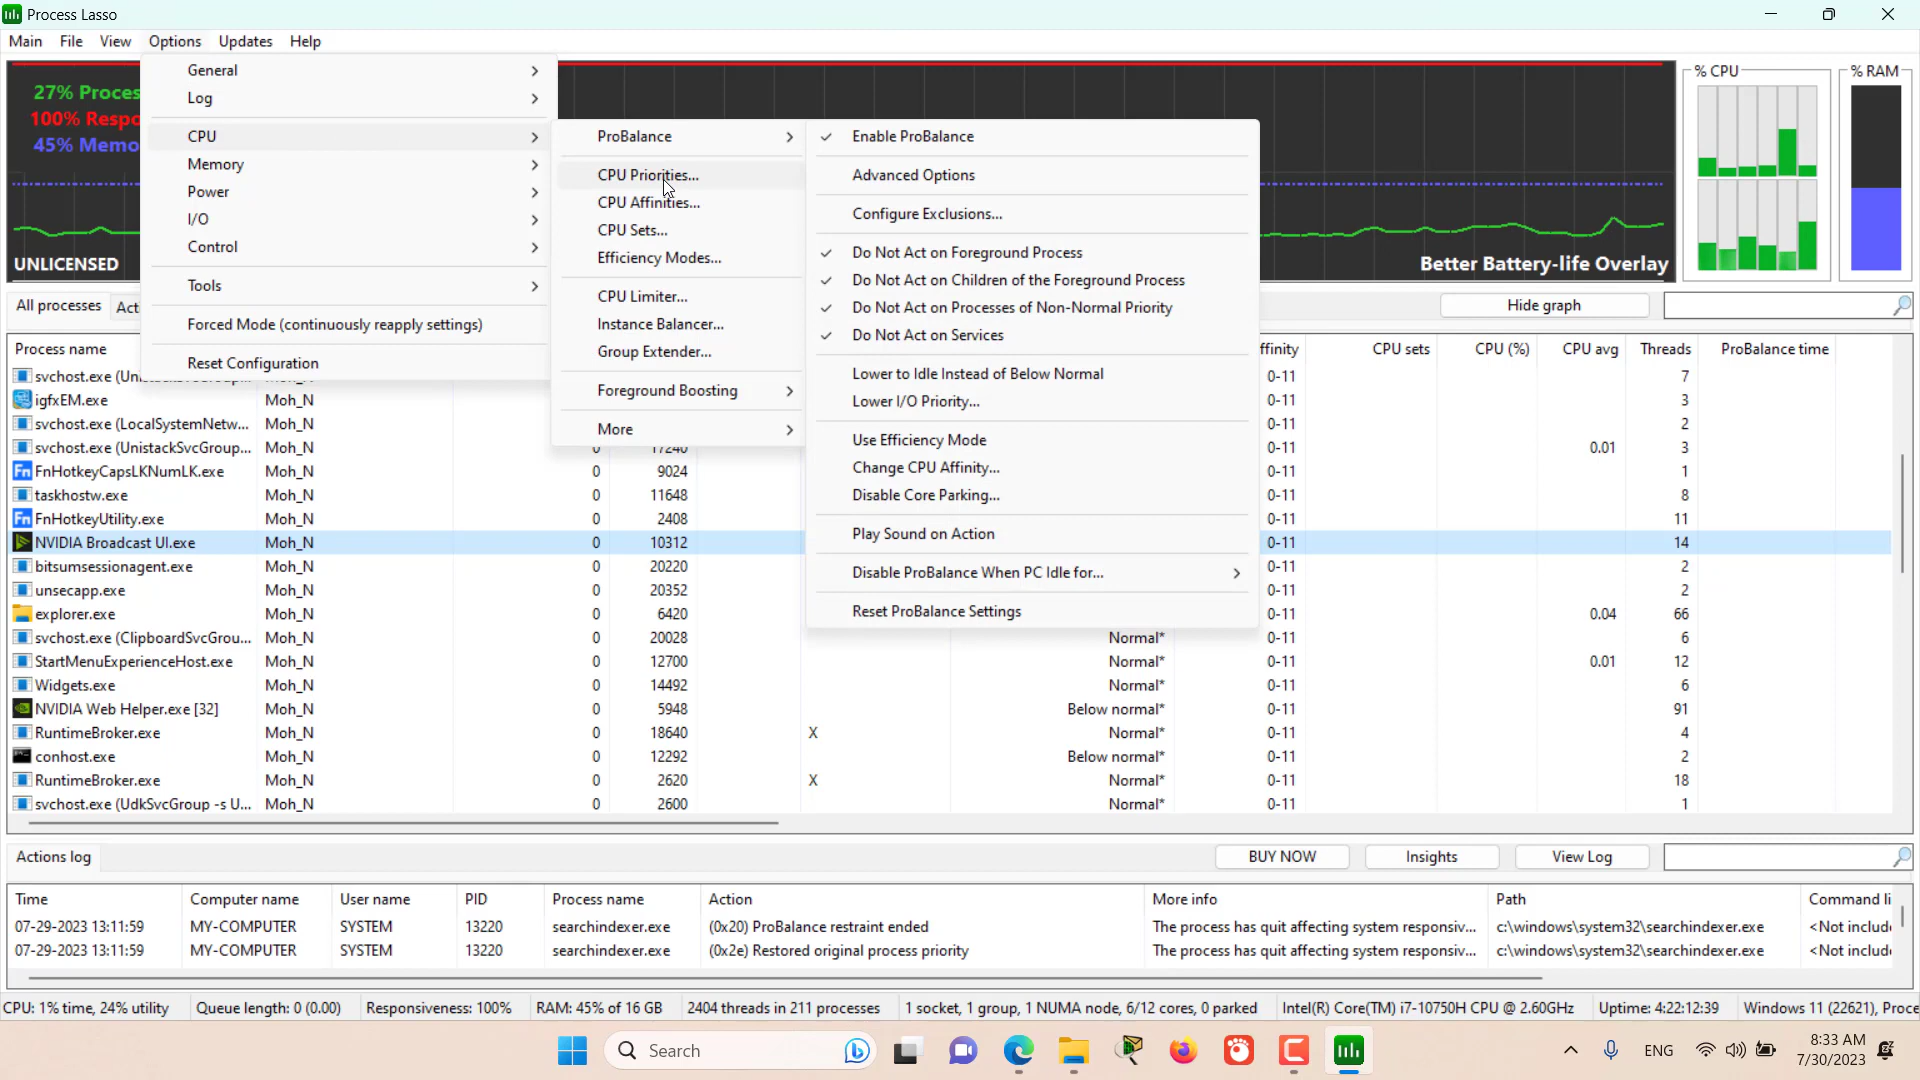 Process Lasso
Main File View Options Updates Help
General
Log
CPU
Memory
Power
I/O
Control
Tools
Forced Mode (continuously reapply settings)
Reset Configuration
ProBalance
CPU Priorities...
CPU Affinities...
CPU Sets...
Efficiency Modes...
CPU Limiter...
Instance Balancer...
Group Extender...
Foreground Boosting
More
Enable ProBalance
Advanced Options
Configure Exclusions...
Do Not Act on Foreground Process
Do Not Act on Children of the Foreground Process
Do Not Act on Processes of Non-Normal Priority
Do Not Act on Services
Lower to Idle Instead of Below Normal
Lower I/O Priority...
Use Efficiency Mode
Change CPU Affinity...
Disable Core Parking...
Play Sound on Action
Disable ProBalance When PC Idle for...
Reset ProBalance Settings
27% Proces
100% Respo
45% Memo
UNLICENSED
Better Battery-life Overlay
% CPU
% RAM
All processes Act
Hide graph
Process name ffinity CPU sets CPU (%) CPU avg Threads ProBalance time
svchost.exe (Unistacksvcgroup... 0-11 7
igfxEM.exe Moh_N 0-11 3
svchost.exe (LocalSystemNetw... Moh_N 0-11 2
svchost.exe (UnistackSvcGroup... Moh_N 0 17240 0-11 0.01 3
FnHotkeyCapsLKNumLK.exe Moh_N 0 9024 0-11 1
taskhostw.exe Moh_N 0 11648 0-11 8
FnHotkeyUtility.exe Moh_N 0 2408 0-11 11
NVIDIA Broadcast UI.exe Moh_N 0 10312 0-11 14
bitsumsessionagent.exe Moh_N 0 20220 0-11 2
unsecapp.exe Moh_N 0 20352 0-11 2
explorer.exe Moh_N 0 6420 0-11 0.04 66
svchost.exe (ClipboardSvcGrou... Moh_N 0 20028 Normal* 0-11 6
StartMenuExperienceHost.exe Moh_N 0 12700 Normal* 0-11 0.01 12
Widgets.exe Moh_N 0 14492 Normal* 0-11 6
NVIDIA Web Helper.exe [32] Moh_N 0 5948 Below normal* 0-11 91
RuntimeBroker.exe Moh_N 0 18640 X Normal* 0-11 4
conhost.exe Moh_N 0 12292 Below normal* 0-11 2
RuntimeBroker.exe Moh_N 0 2620 X Normal* 0-11 18
svchost.exe (UdkSvcGroup -s U... Moh_N 0 2600 Normal* 0-11 1
Actions log BUY NOW Insights View Log
Time Computer name User name PID Process name Action More info Path Command li
07-29-2023 13:11:59 MY-COMPUTER SYSTEM 13220 searchindexer.exe (0x20) ProBalance restraint ended The process has quit affecting system responsiv... c:\windows\system32\searchindexer.exe <Not include
07-29-2023 13:11:59 MY-COMPUTER SYSTEM 13220 searchindexer.exe (0x2e) Restored original process priority The process has quit affecting system responsiv... c:\windows\system32\searchindexer.exe <Not include
CPU: 1% time, 24% utility Queue length: 0 (0.00) Responsiveness: 100% RAM: 45% of 16 GB 2404 threads in 211 processes 1 socket, 1 group, 1 NUMA node, 6/12 cores, 0 parked Intel(R) Core(TM) i7-10750H CPU @ 2.60GHz Uptime: 4:22:12:39 Windows 11 (22621), Proce
Search
ENG
8:33 AM
7/30/2023